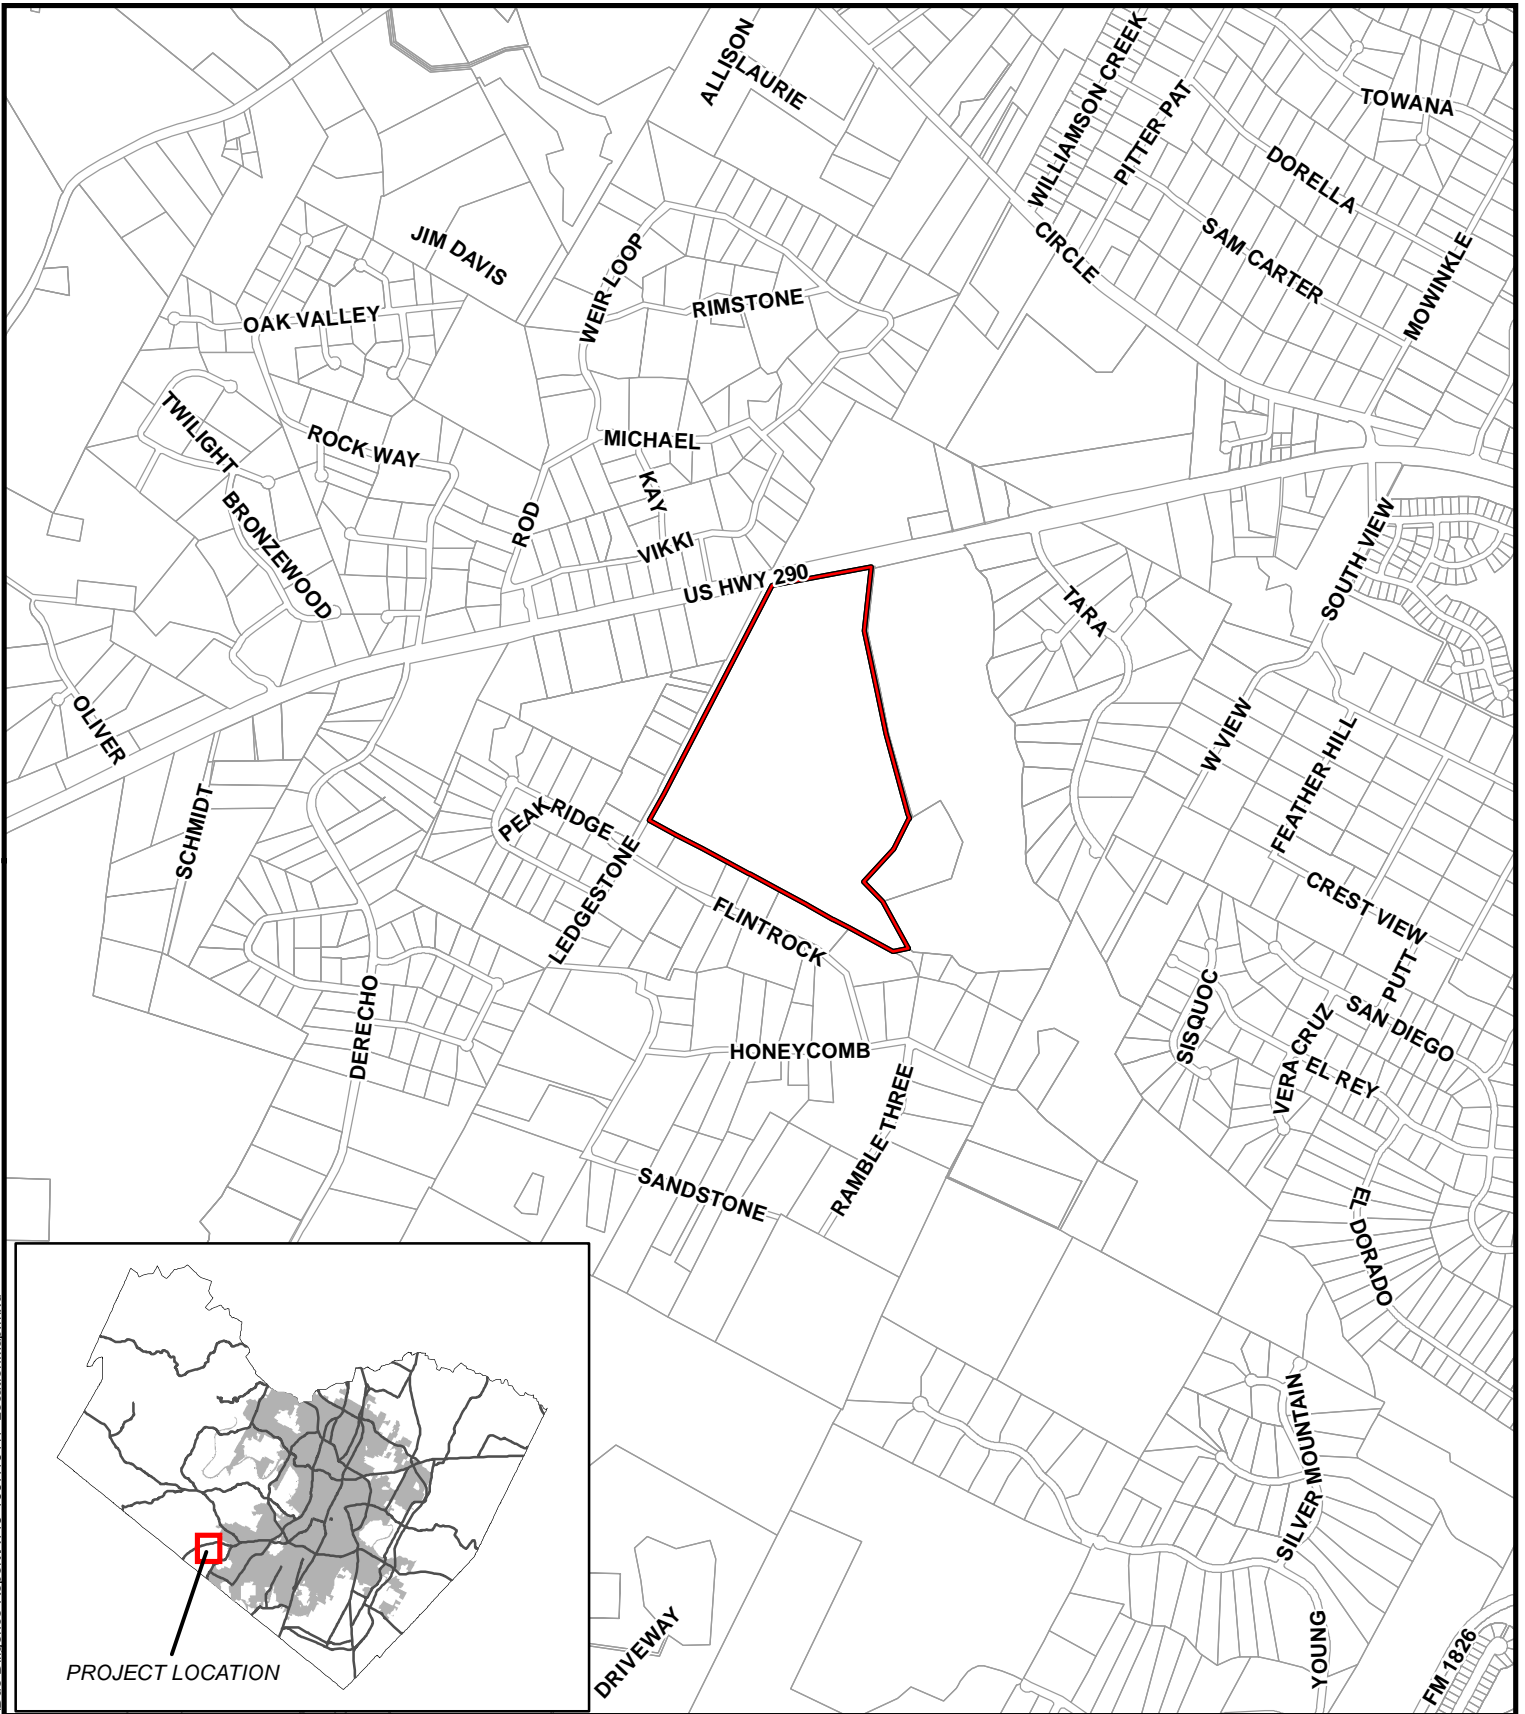 ALLISON
LAURIE
WILLIAMSON CREEK
PITTER PAT
TOWANA
DORELLA
SAM CARTER
CIRCLE
MOWINKLE
JIM DAVIS
WEIR LOOP
RIMSTONE
OAK VALLEY
TWILIGHT
ROCK WAY
MICHAEL
KAY
BRONZEWOOD
ROD
VIKKI
US HWY 290
SOUTH VIEW
TARA
OLIVER
W VIEW
FEATHER HILL
SCHMIDT
PEAK
RIDGE
LEDGESTONE
FLINTROCK
CREST VIEW
PUTT
SISQUOC
SAN DIEGO
VERA CRUZ
EL REY
DERECHO
HONEYCOMB
RAMBLE THREE
SANDSTONE
EL DORADO
SILVER MOUNTAIN
DRIVEWAY
YOUNG
FM 1826
PROJECT LOCATION